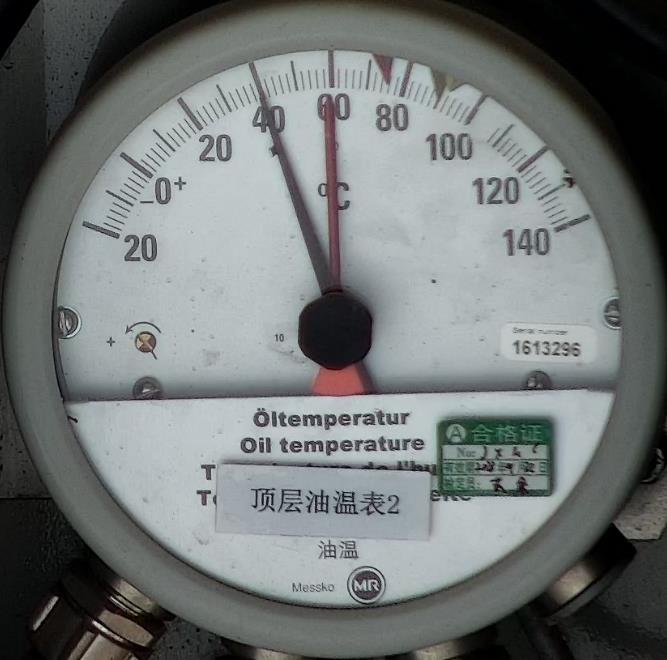 40 60 80
20 100
-0+ 120
20 140
°C
+
10
Serial number
1613296
Öltemperatur
Oil temperature
A 合格证
顶层油温表2
油温
Messko MR